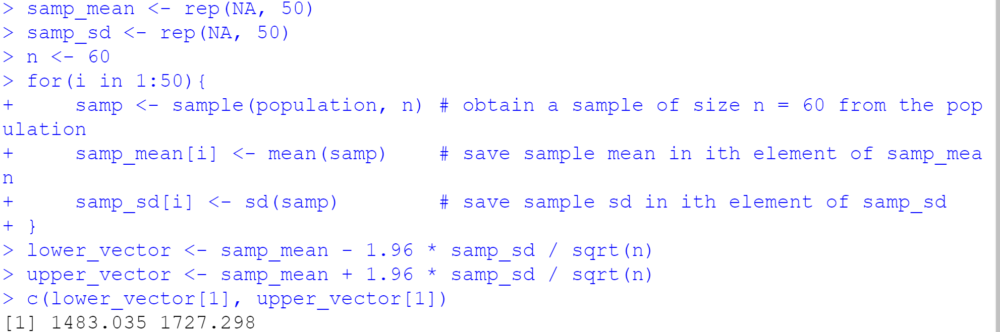 > samp_mean <- rep(NA, 50)
> samp_sd <- rep(NA, 50)
> n <- 60
> for(i in 1:50){
+     samp <- sample(population, n) # obtain a sample of size n = 60 from the pop
ulation
+     samp_mean[i] <- mean(samp)    # save sample mean in ith element of samp_mea
n
+     samp_sd[i] <- sd(samp)        # save sample sd in ith element of samp_sd
+ }
> lower_vector <- samp_mean - 1.96 * samp_sd / sqrt(n)
> upper_vector <- samp_mean + 1.96 * samp_sd / sqrt(n)
> c(lower_vector[1], upper_vector[1])
[1] 1483.035 1727.298